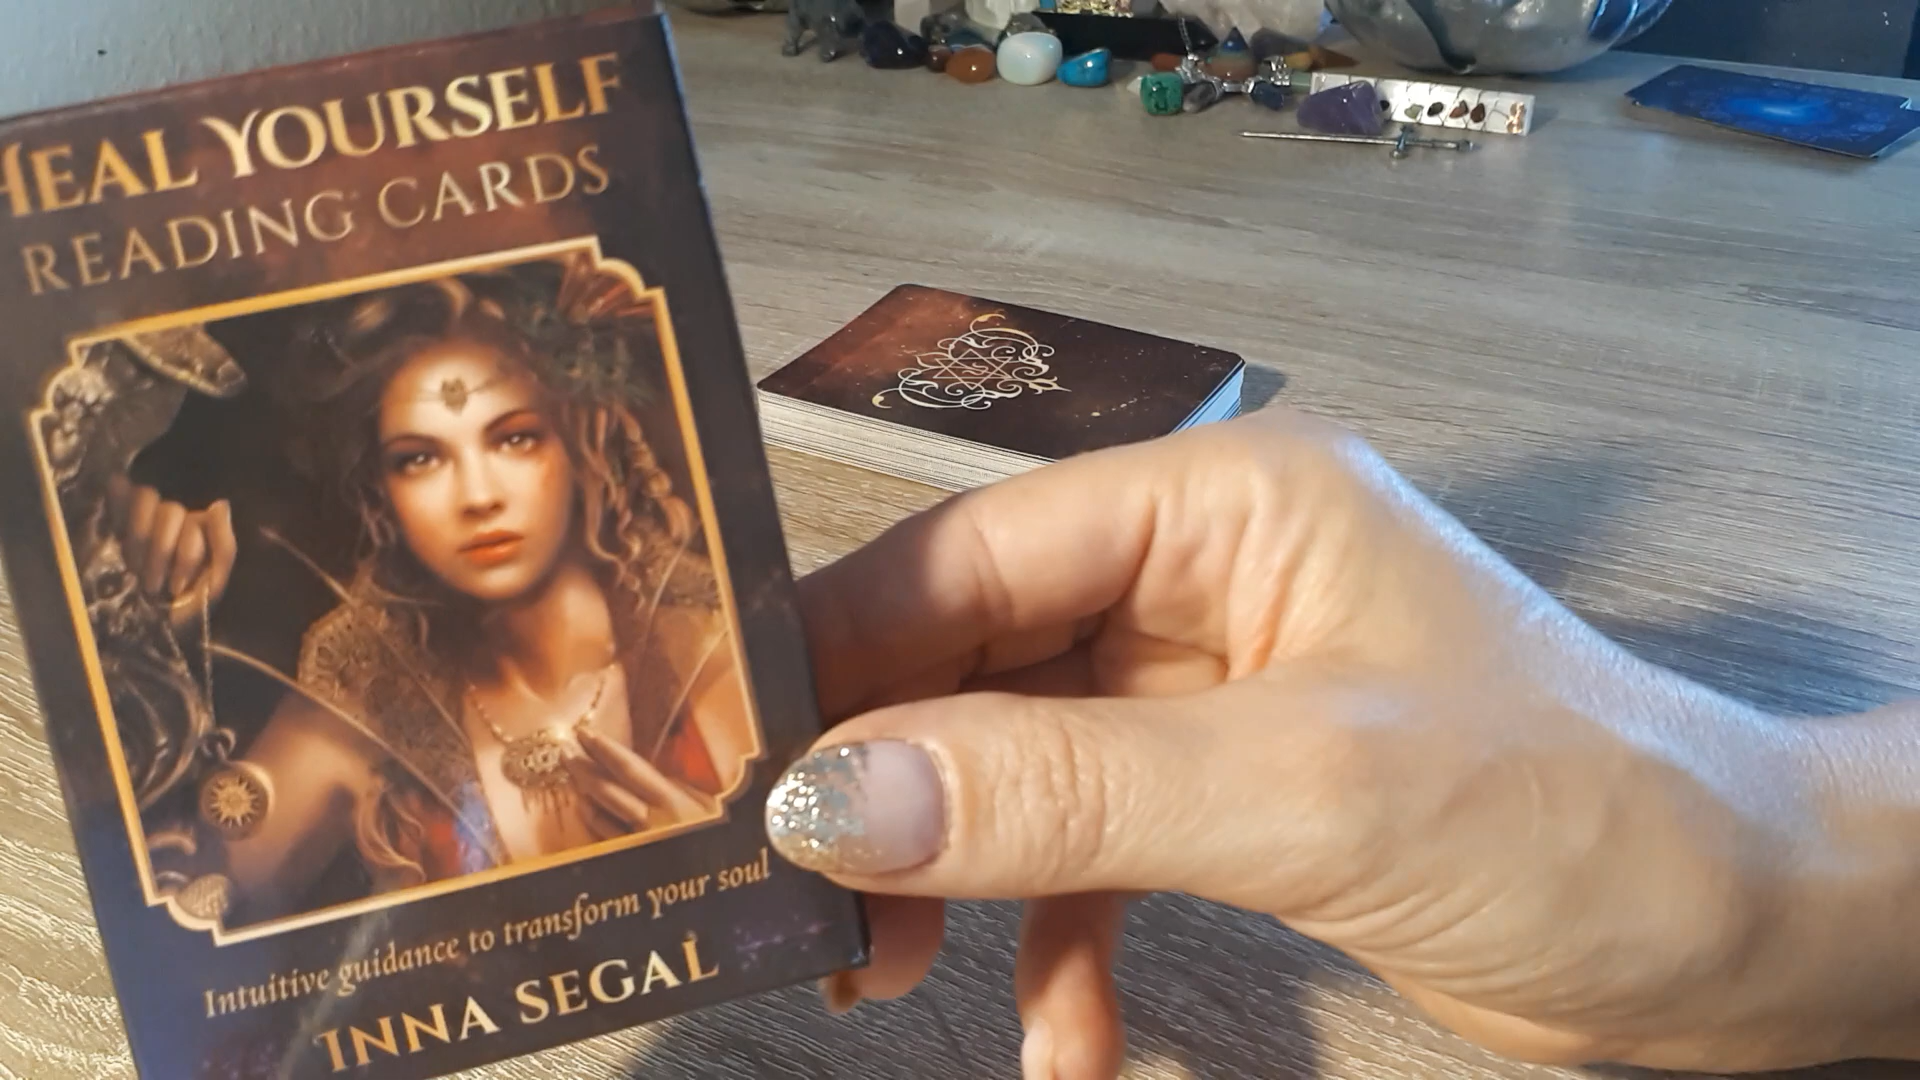 HEAL YOURSELF
READING CARDS
Intuitive guidance to transform your soul
INNA SEGAL